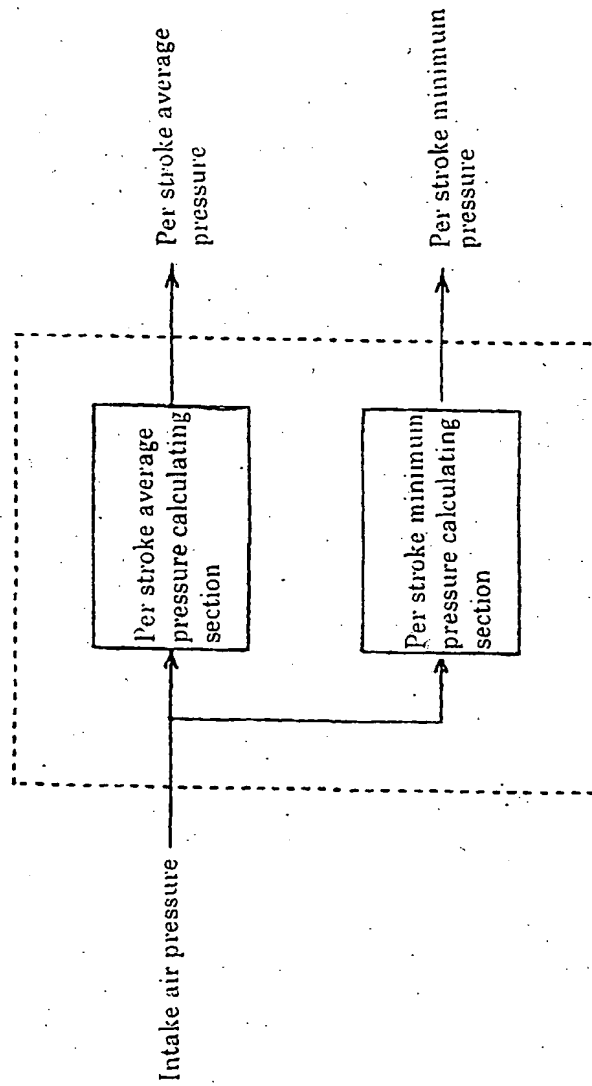 Intake air pressure
Per stroke average
pressure calculating
section
Per stroke average
pressure
Per stroke minimum
pressure calculating
section
Per stroke minimum
pressure